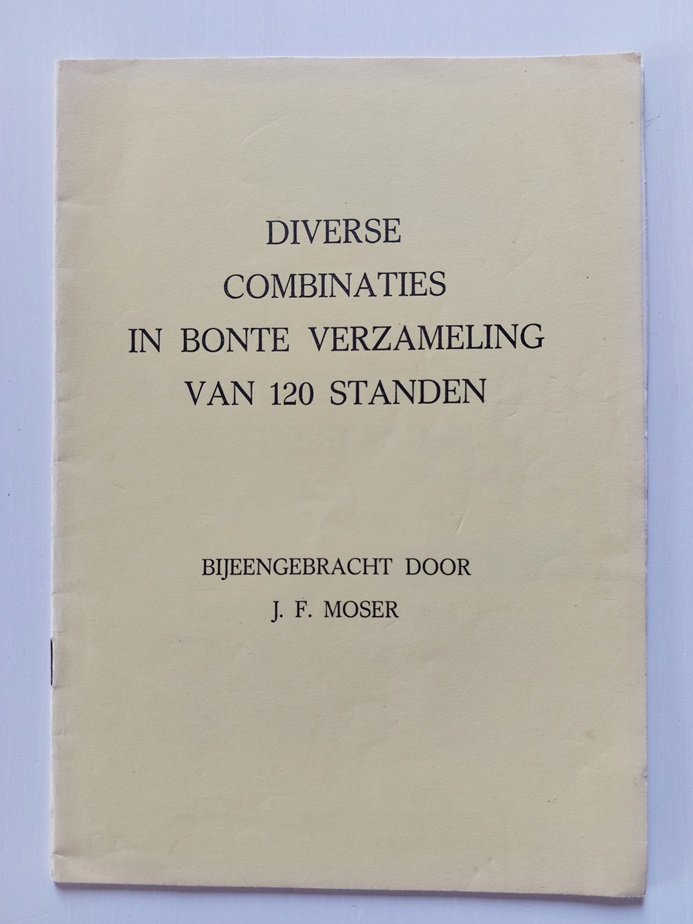 DIVERSE
COMBINATIES
IN BONTE VERZAMELING
VAN 120 STANDEN
BIJEENGEBRACHT DOOR
J. F. MOSER